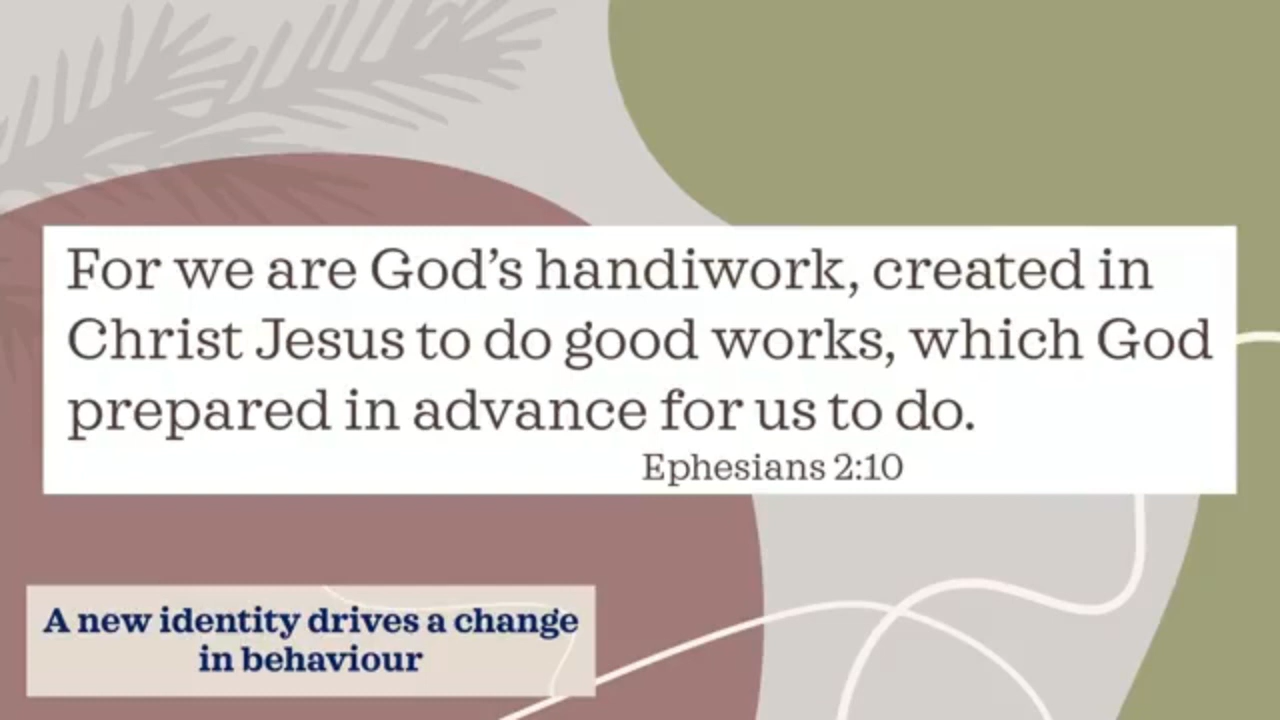 For we are God’s handiwork, created in
Christ Jesus to do good works, which God
prepared in advance for us to do.
Ephesians 2:10
A new identity drives a change
in behaviour